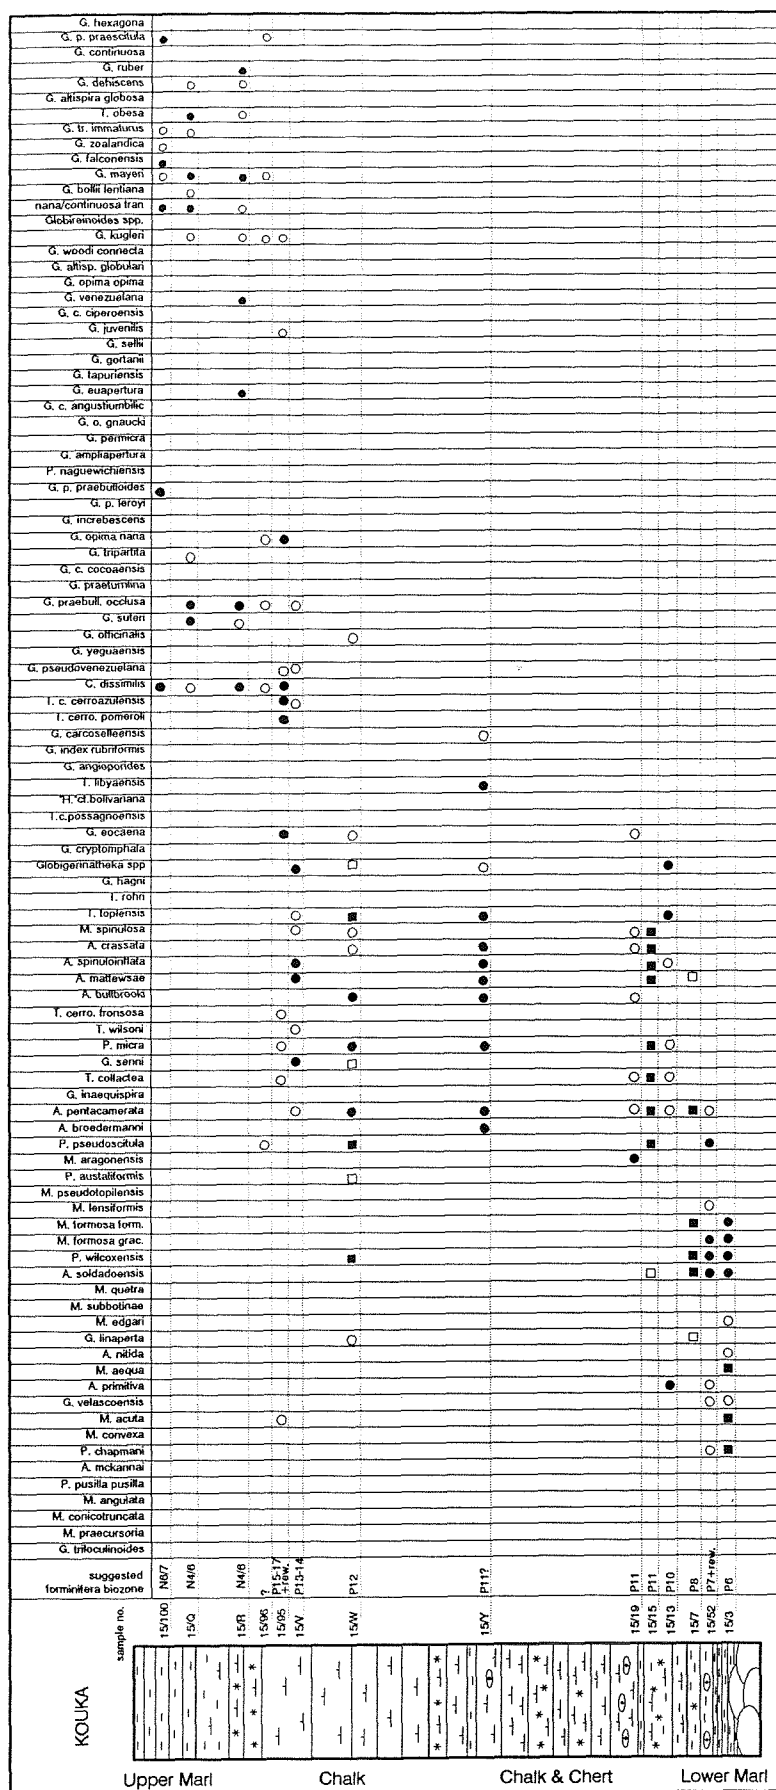 G. hexagona
G. p. praescitula
G. continuosa
G. ruber
G. dehiscens
G. altispira globosa
T. obesa
G. tr. immaturus
G. zoalandica
G. falconensis
G. mayeri
G. bollii lentiana
nana/continuosa tran
Globireinoides spp.
G. kugleri
G. woodi connecta
G. altisp. globulari
G. opima opima
G. venezuelana
G. c. ciperoensis
G. juvenilis
G. sellii
G. gortanii
G. tapuriensis
G. euapertura
G. c. angustiumbilic
G. o. gnaucki
G. permicra
G. ampliapertura
P. naguewichiensis
G. p. praebulloides
G. p. leroyi
G. increbescens
G. opima nana
G. tripartita
G. c. cocoaensis
G. praeturnlina
G. praebull. occlusa
G. suteri
G. officinalis
G. yeguaensis
G. pseudovenezuelana
C. dissimilis
T. c. cerroazulensis
T. cerro. pomeroli
G. carcoselleensis
G. index rubriformis
G. angioporides
T. libyaensis
"H."cf.bolivariana
T.c.possagnoensis
G. eocaena
G. cryptomphala
Globigerinatheka spp
G. hagni
T. rohri
T. topilensis
M. spinulosa
A. crassata
A. spinuloinflata
A. mattewsae
A. bullbrooki
T. cerro. fronsosa
T. wilsoni
P. micra
G. senni
T. collactea
G. inaequispira
A. pentacamerata
A. broedermanni
P. pseudoscitula
M. aragonensis
P. austaliformis
M. pseudotopilensis
M. lensiformis
M. formosa form.
M. formosa grac.
P. wilcoxensis
A. soldadoensis
M. quetra
M. subbotinae
M. edgari
G. linaperta
A. nitida
M. aequa
A. primitiva
G. velascoensis
M. acuta
M. convexa
P. chapmani
A. mckannai
P. pusilla pusilla
M. angulata
M. conicotruncata
M. praecursoria
G. triloculinoides
suggested
forminifera biozone
N6/7
N4/6
N4/6
?
P15-17
+rew.
P13-14
P12
P11?
P11
P11
P10
P8
P7+rew.
P6
sample no.
15/100
15/Q
15/R
15/96
15/95
15/V
15/W
15/Y
15/19
15/15
15/13
15/7
15/52
15/3
KOUKA
Upper Marl
Chalk
Chalk & Chert
Lower Marl